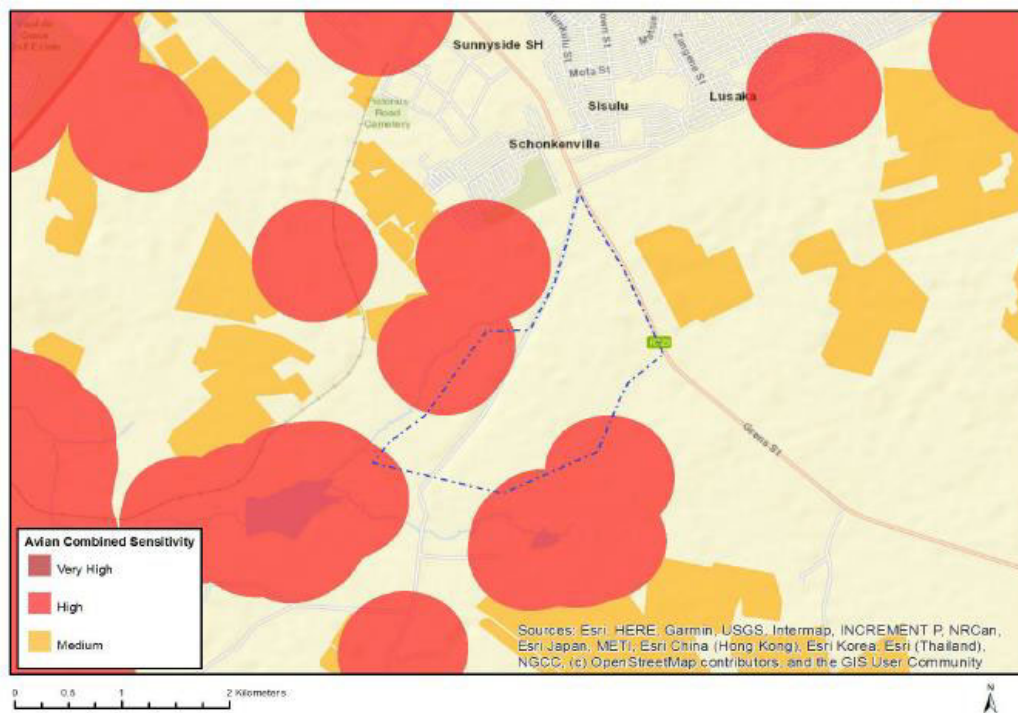 Sunnyside SH
Mota St
Zangene St
Sisulu
Lusaka
Road
Cemetery
Schonkenville
Grens St
Avian Combined Sensitivity
Very High
High
Medium
Sources: Esri, HERE, Garmin, USGS, Intermap, INCREMENT P, NRCan,
Esri Japan, METI, Esri China (Hong Kong), Esri Korea, Esri (Thailand),
NGCC, (c) OpenStreetMap contributors, and the GIS User Community
0 0.5 1 2 Kilometers
N